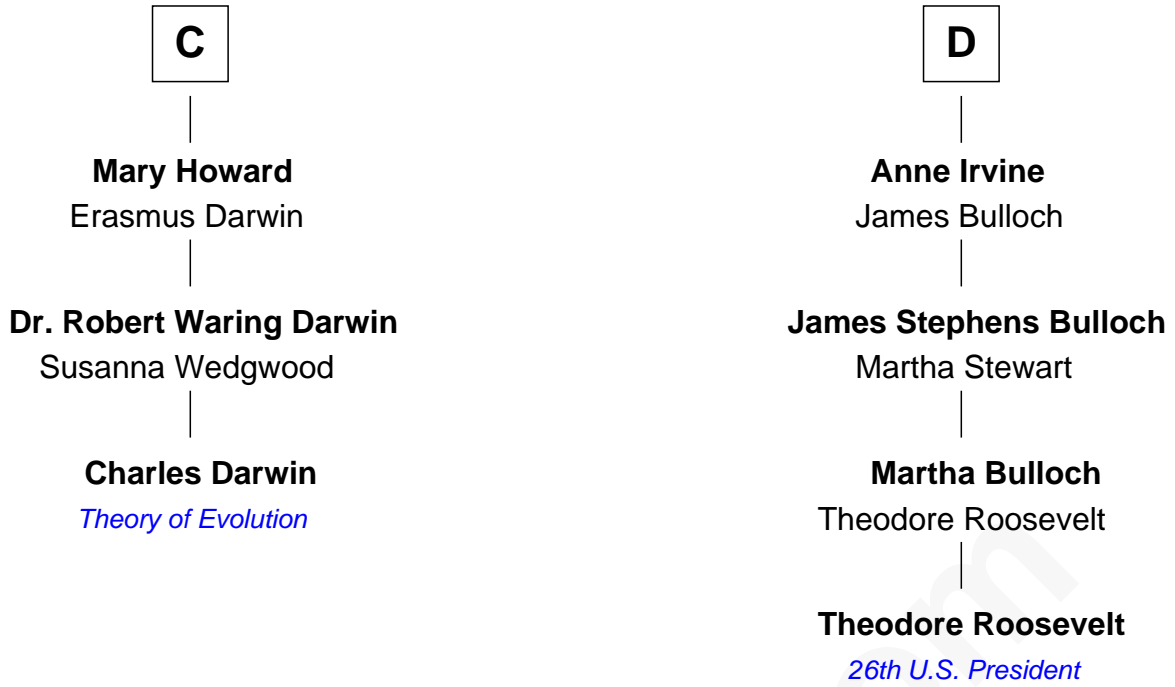 C
Mary Howard
Erasmus Darwin
Dr. Robert Waring Darwin
Susanna Wedgwood
Charles Darwin
Theory of Evolution
D
Anne Irvine
James Bulloch
James Stephens Bulloch
Martha Stewart
Martha Bulloch
Theodore Roosevelt
Theodore Roosevelt
26th U.S. President